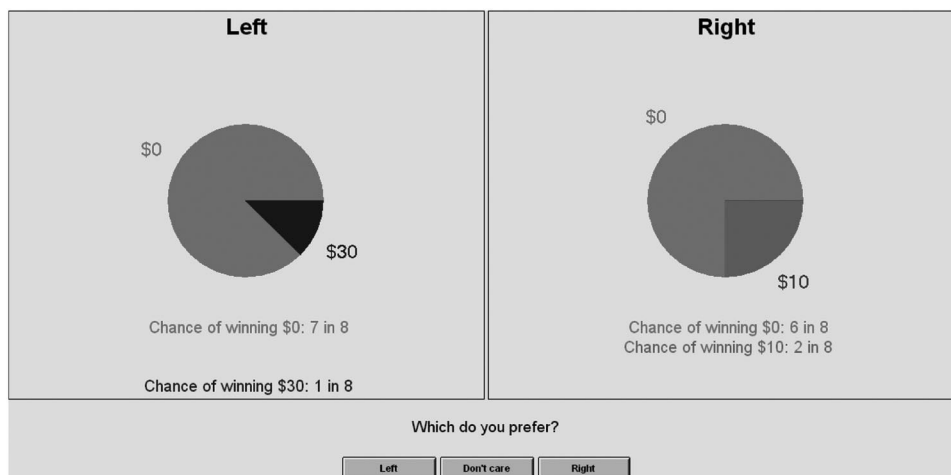 Left
$0
$30
Chance of winning $0: 7 in 8
Chance of winning $30: 1 in 8
Right
$0
$10
Chance of winning $0: 6 in 8
Chance of winning $10: 2 in 8
Which do you prefer?
Left
Don't care
Right